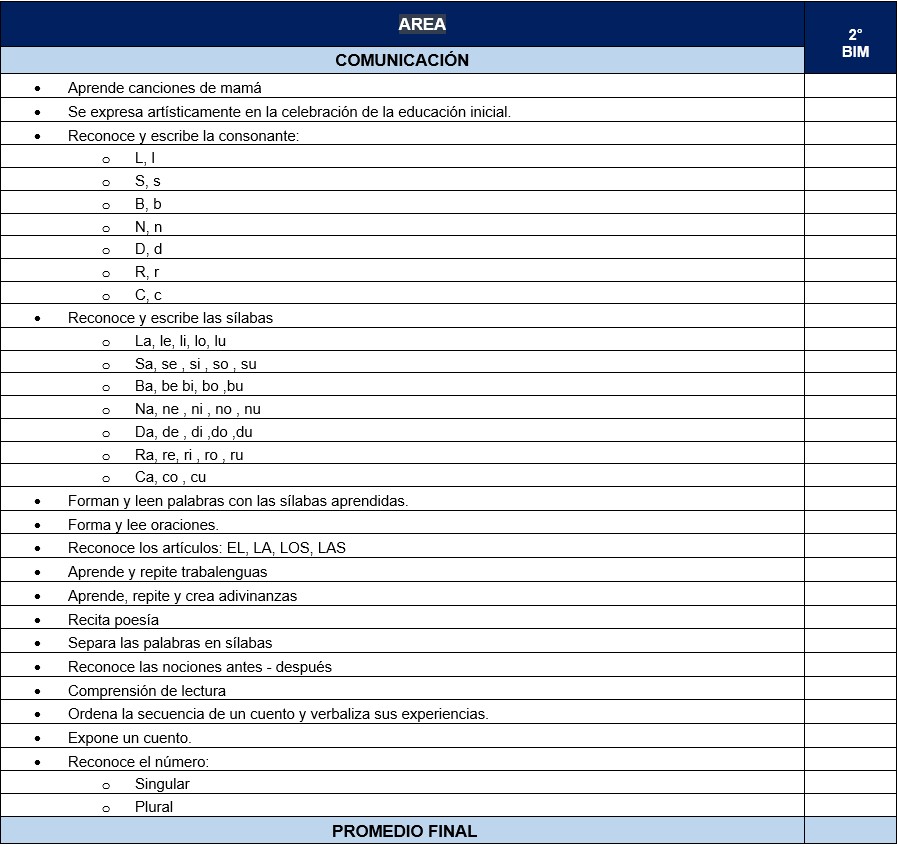 AREA
2°
BIM
COMUNICACIÓN
• Aprende canciones de mamá
• Se expresa artísticamente en la celebración de la educación inicial.
• Reconoce y escribe la consonante:
o L, l
o S, s
o B, b
o N, n
o D, d
o R, r
o C, c
• Reconoce y escribe las sílabas
o La, le, li, lo, lu
o Sa, se , si , so , su
o Ba, be bi, bo ,bu
o Na, ne , ni , no , nu
o Da, de , di ,do ,du
o Ra, re, ri , ro , ru
o Ca, co , cu
• Forman y leen palabras con las sílabas aprendidas.
• Forma y lee oraciones.
• Reconoce los artículos: EL, LA, LOS, LAS
• Aprende y repite trabalenguas
• Aprende, repite y crea adivinanzas
• Recita poesía
• Separa las palabras en sílabas
• Reconoce las nociones antes - después
• Comprensión de lectura
• Ordena la secuencia de un cuento y verbaliza sus experiencias.
• Expone un cuento.
• Reconoce el número:
o Singular
o Plural
PROMEDIO FINAL